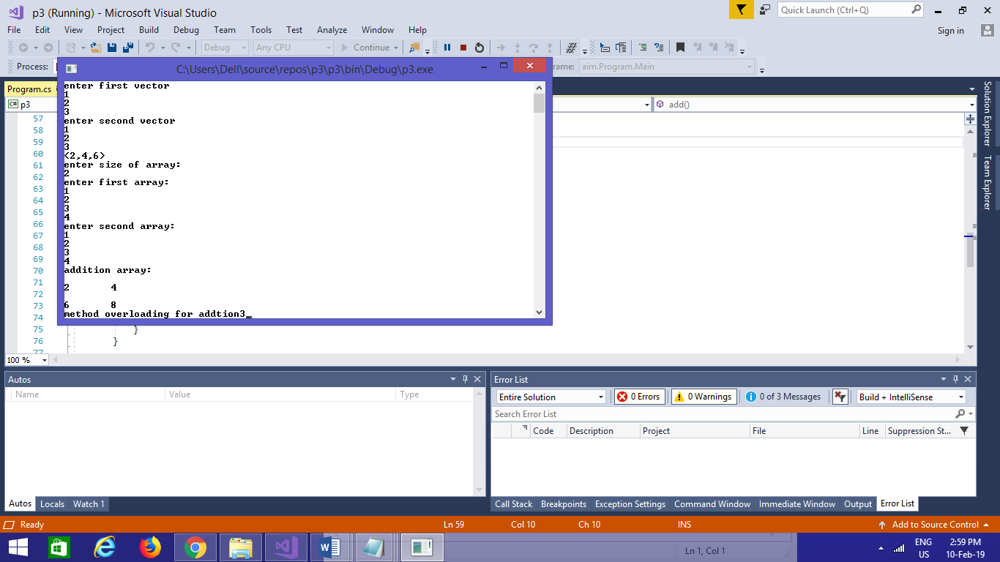 p3 (Running) - Microsoft Visual Studio
Quick Launch (Ctrl+Q)
File Edit View Project Build Debug Team Tools Test Analyze Window Help
Sign in
Debug Any CPU Continue
Process:
ame: aim.Program.Main
C:\Users\Dell\source\repos\p3\p3\bin\Debug\p3.exe
Program.cs
C# p3
add()
enter first vector
1
2
3
enter second vector
1
2
3
<2,4,6>
enter size of array:
2
enter first array:
1
2
3
4
enter second array:
1
2
3
4
addition array:
2 4
6 8
method overloading for addtion3
57
58
59
60
61
62
63
64
65
66
67
68
69
70
71
72
73
74
75 }
76 }
77
Solution Explorer
Team Explorer
100 %
Autos
Name Value Type
Autos Locals Watch 1
Error List
Entire Solution 0 Errors 0 Warnings 0 of 3 Messages Build + IntelliSense
Search Error List
Code Description Project File Line Suppression St...
Call Stack Breakpoints Exception Settings Command Window Immediate Window Output Error List
Ready Ln 59 Col 10 Ch 10 INS Add to Source Control
Ln 1, Col 1
ENG
US
2:59 PM
10-Feb-19